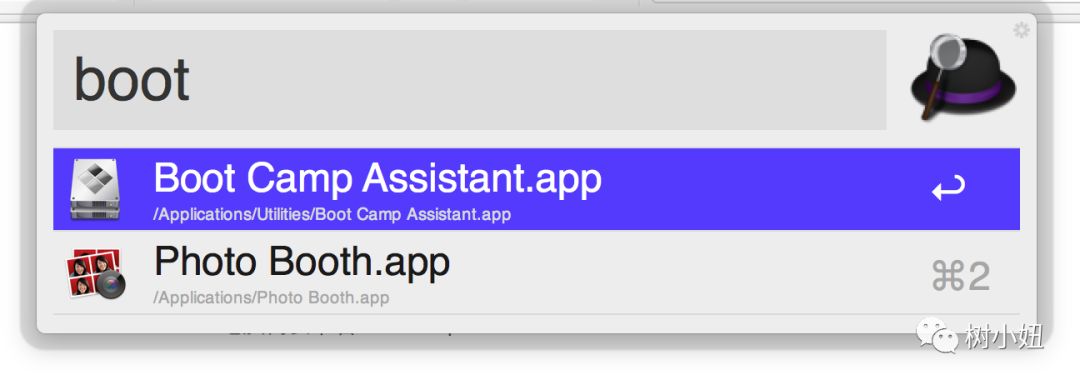 boot
Boot Camp Assistant.app
/Applications/Utilities/Boot Camp Assistant.app
Photo Booth.app
/Applications/Photo Booth.app
⌘2
树小妞